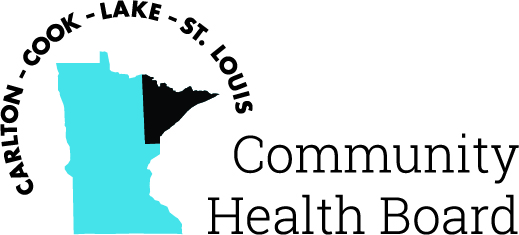 CARLTON - COOK - LAKE - ST. LOUIS
Community
Health Board